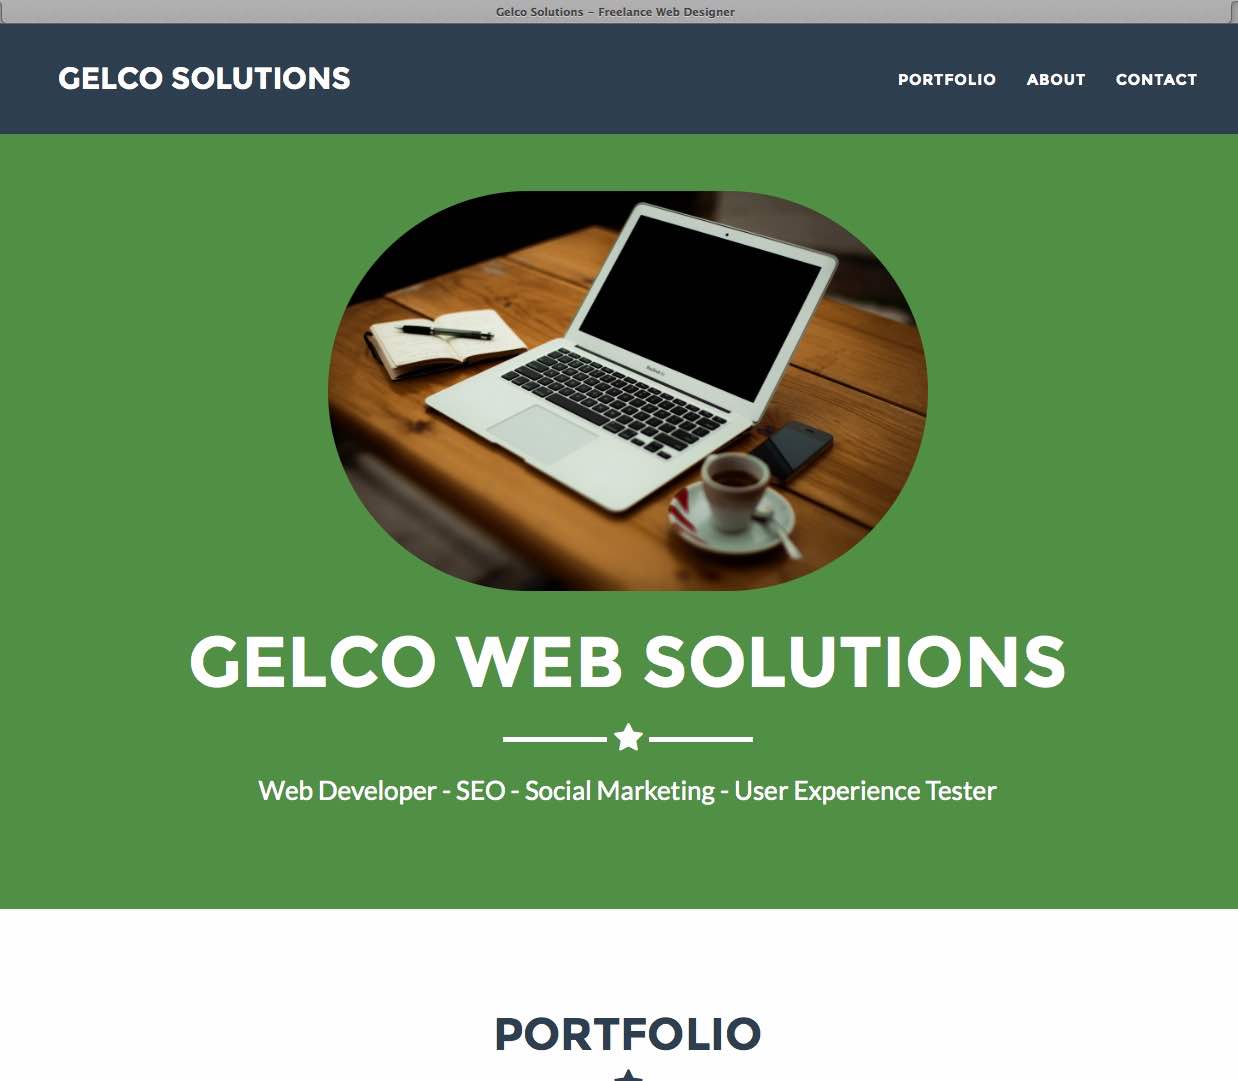 Gelco Solutions – Freelance Web Designer
GELCO SOLUTIONS
PORTFOLIO ABOUT CONTACT
GELCO WEB SOLUTIONS
Web Developer - SEO - Social Marketing - User Experience Tester
PORTFOLIO